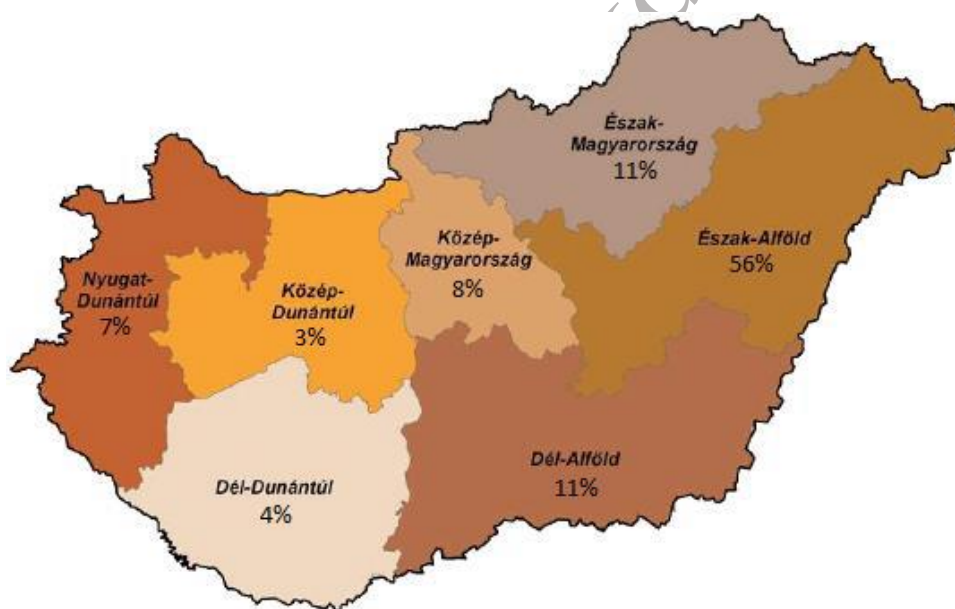 Észak-
Magyarország
11%
Észak-Alföld
56%
Közép-
Magyarország
8%
Nyugat-
Dunántúl
7%
Közép-
Dunántúl
3%
Dél-Alföld
11%
Dél-Dunántúl
4%